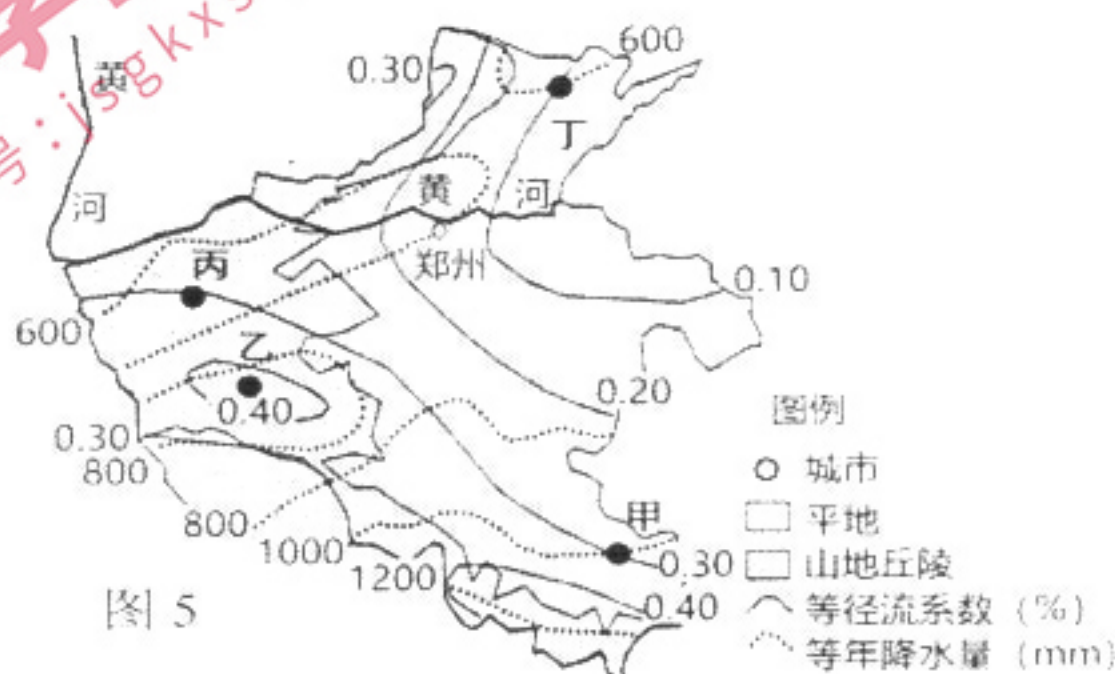 号：jsgkxs
黄
河
0.30
600
丁
黄 河
郑州
丙
600
乙
0.40
0.30
800
800
1000
1200
0.10
0.20
甲
0.30
0.40
图 5
图例
城市
平地
山地丘陵
等径流系数（%）
等年降水量（mm）